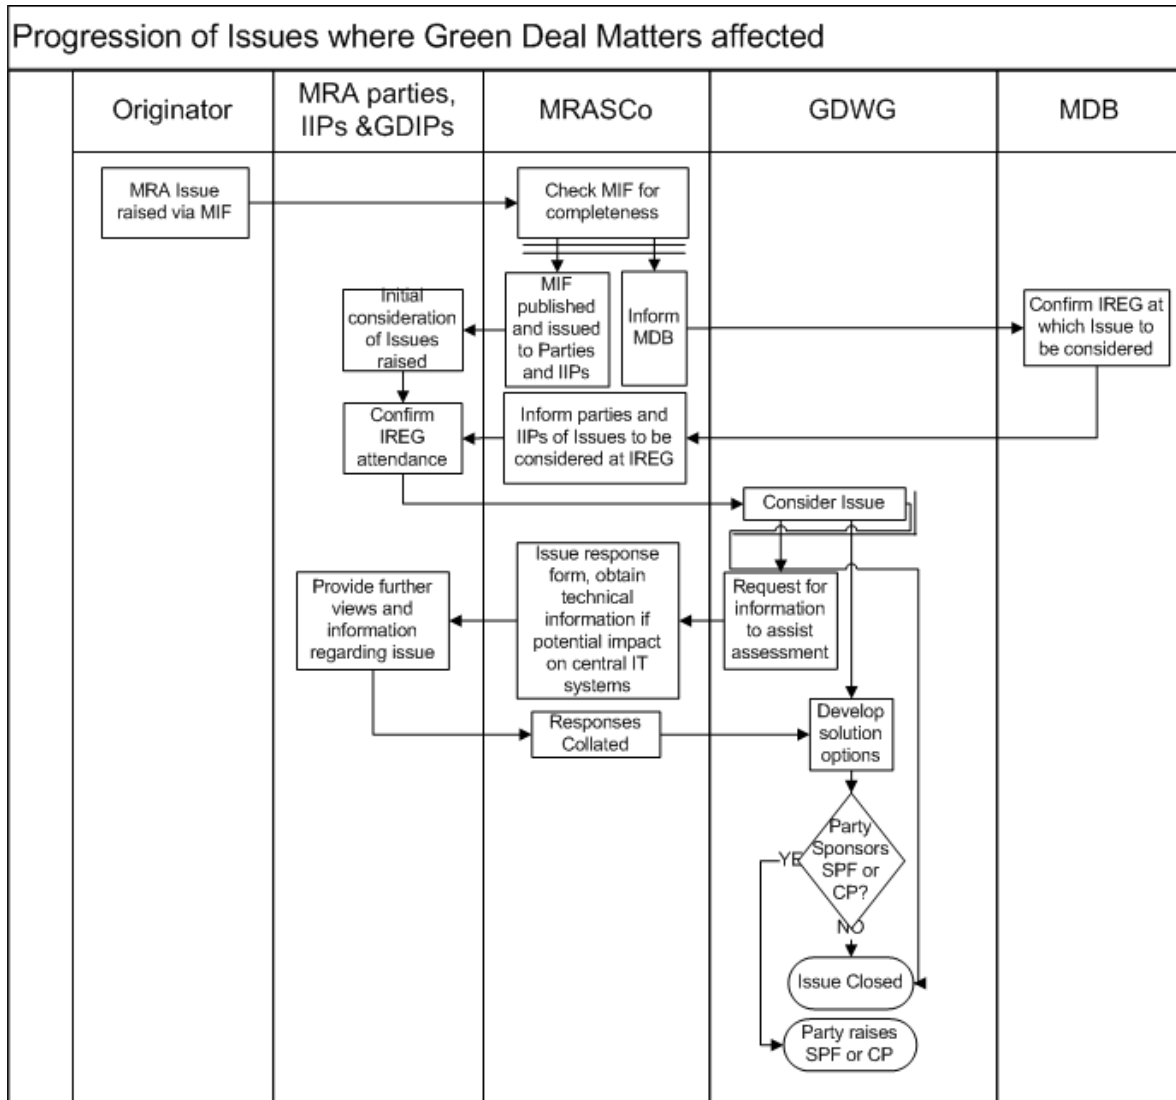 Progression of Issues where Green Deal Matters affected
Originator
MRA parties,
IIPs &GDIPs
MRASCo
GDWG
MDB
MRA Issue
raised via MIF
Check MIF for
completeness
Initial
consideration
of Issues
raised
MIF
published
and issued
to Parties
and IIPs
Inform
MDB
Confirm IREG at
which Issue to
be considered
Confirm
IREG
attendance
Inform parties and
IIPs of Issues to be
considered at IREG
Consider Issue
Provide further
views and
information
regarding issue
Issue response
form, obtain
technical
information if
potential impact
on central IT
systems
Request for
information
to assist
assessment
Responses
Collated
Develop
solution
options
Party
Sponsors
SPF or
CP?
YE
NO
Issue Closed
Party raises
SPF or CP